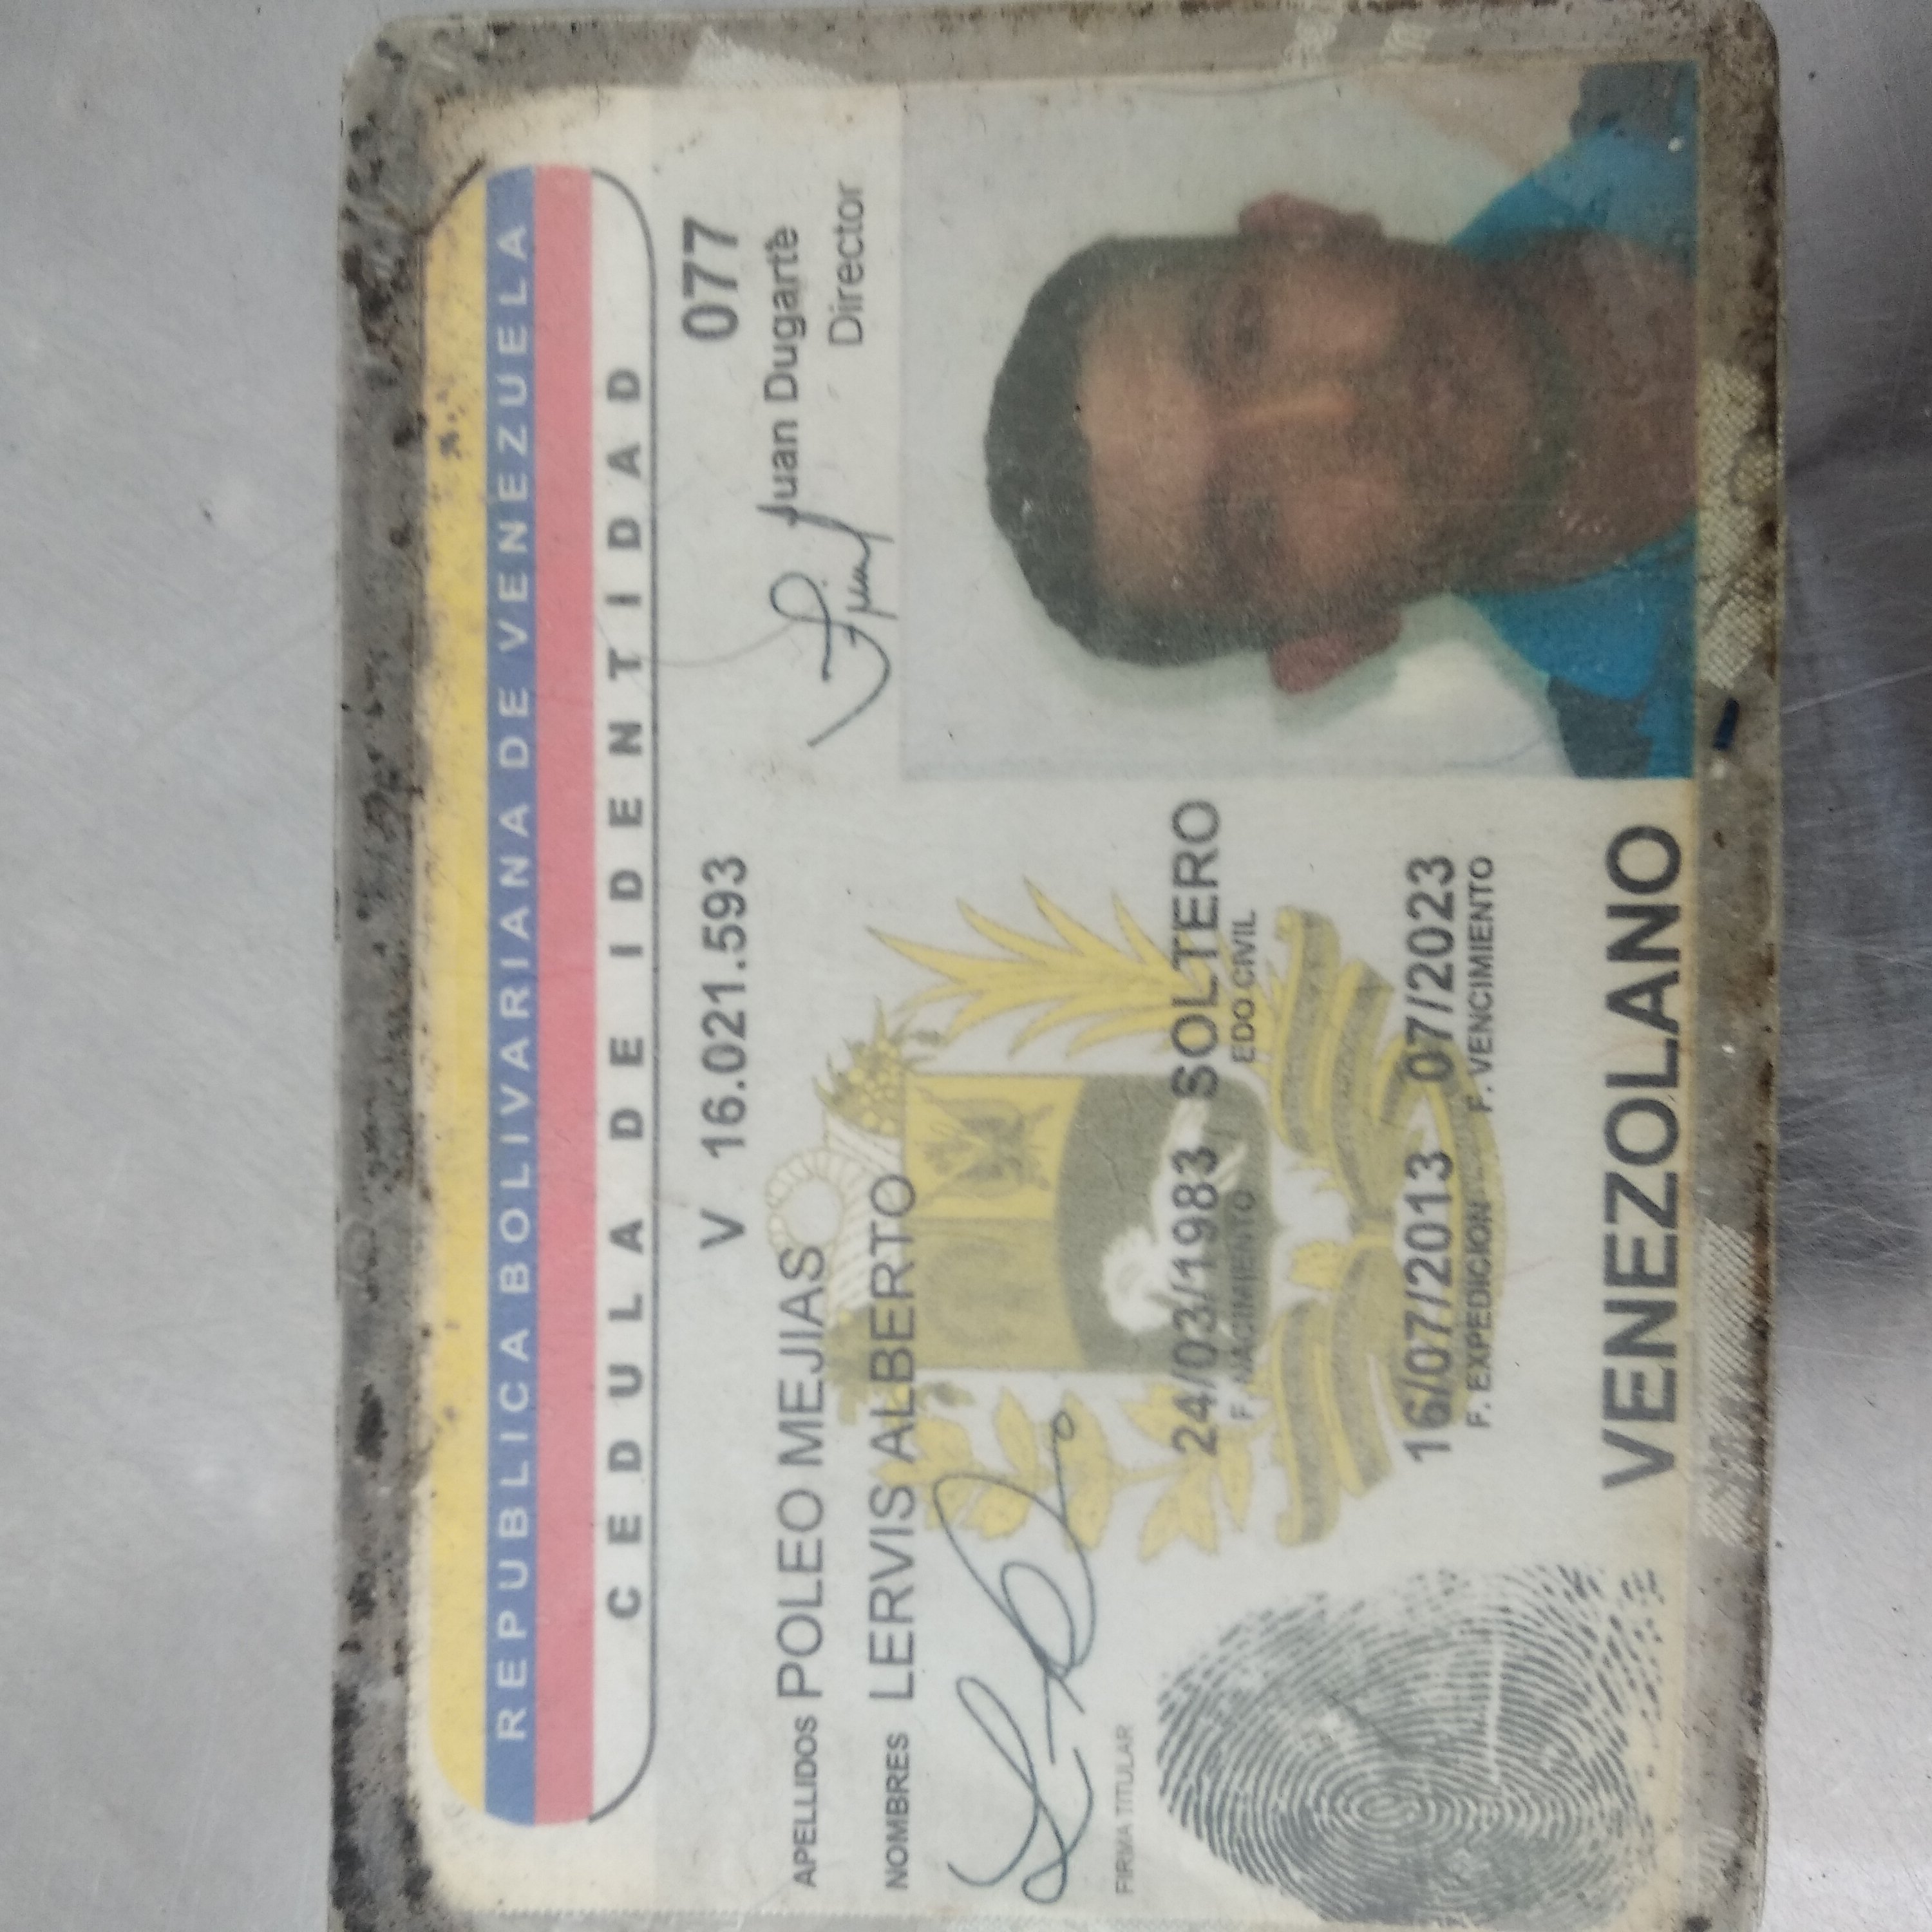 REPUBLICA BOLIVARIANA DE VENEZUELA
CEDULA DE IDENTIDAD
V 16.021.593 077
APELLIDOS POLEO MEJIAS
Juan Dugarte
Director
NOMBRES LERVIS ALBERTO
FIRMA TITULAR
24/03/1983 SOLTERO
F. NACIMIENTO EDO CIVIL
16/07/2013 07/2023
F. EXPEDICION F. VENCIMIENTO
VENEZOLANO